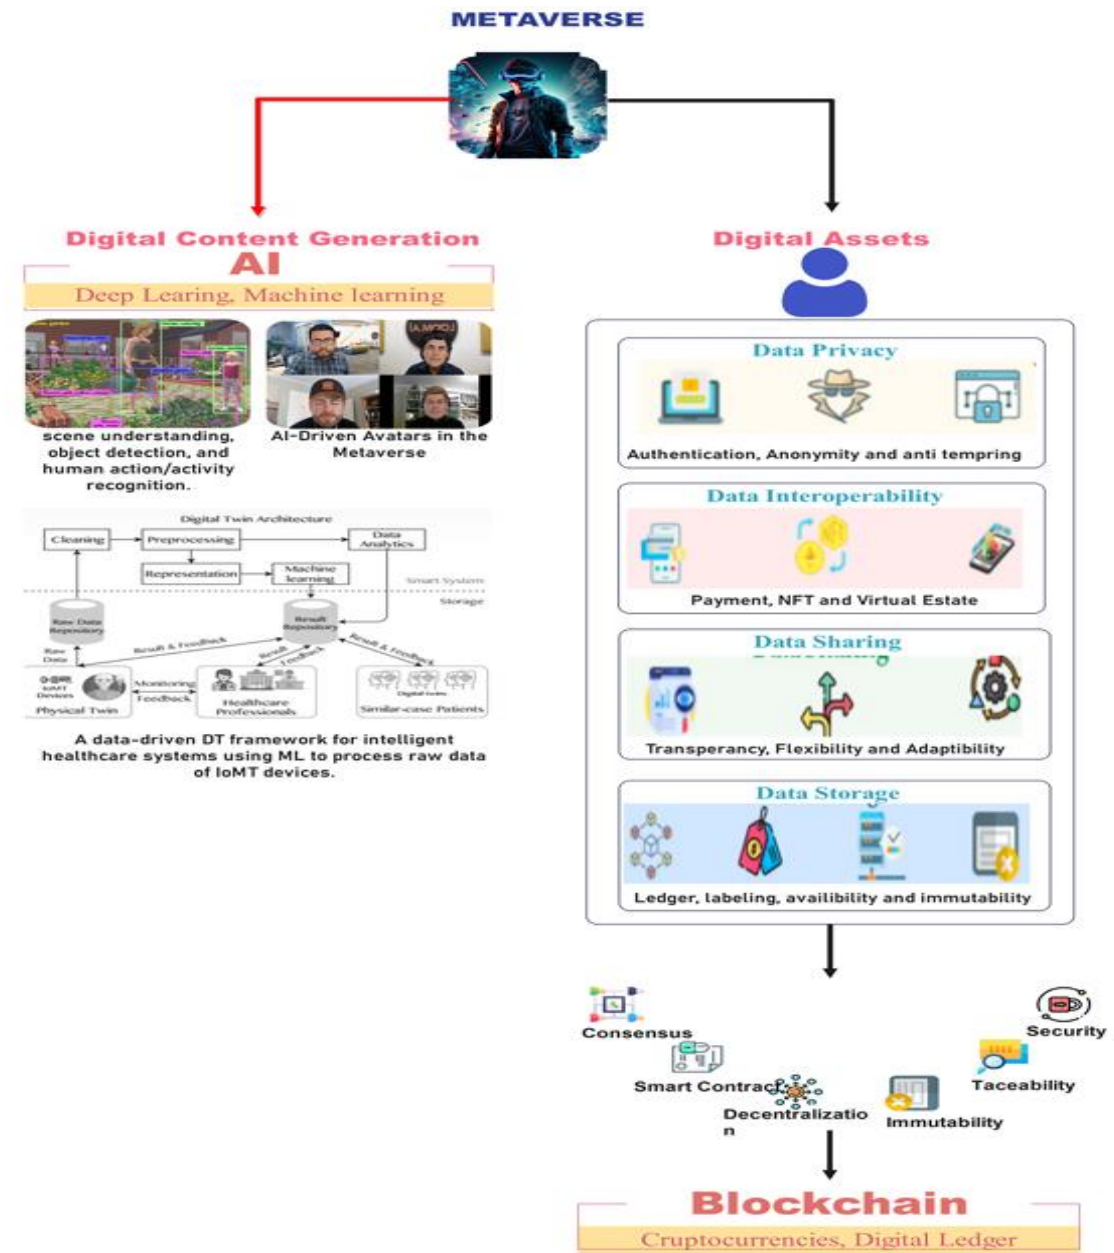 METAVERSE
Digital Content Generation
AI
Deep Learing, Machine learning
scene understanding,
object detection, and
human action/activity
recognition.
AI-Driven Avatars in the
Metaverse
Digital Twin Architecture
Cleaning
Preprocessing
Data
Analytics
Representation
Machine
learning
Smart System
Storage
Raw Data
Repository
Result
Repository
Raw
Data
Result & Feedback
Result
Feedback
Result & Feedback
IoMT
Devices
Physical Twin
Monitoring
Feedback
Healthcare
Professionals
Digital twins
Similar-case Patients
A data-driven DT framework for intelligent
healthcare systems using ML to process raw data
of IoMT devices.
Digital Assets
Data Privacy
Authentication, Anonymity and anti tempring
Data Interoperability
Payment, NFT and Virtual Estate
Data Sharing
Transperancy, Flexibility and Adaptibility
Data Storage
Ledger, labeling, availibility and immutability
Consensus
Security
Smart Contract
Taceability
Decentralizatio
n
Immutability
Blockchain
Cruptocurrencies, Digital Ledger